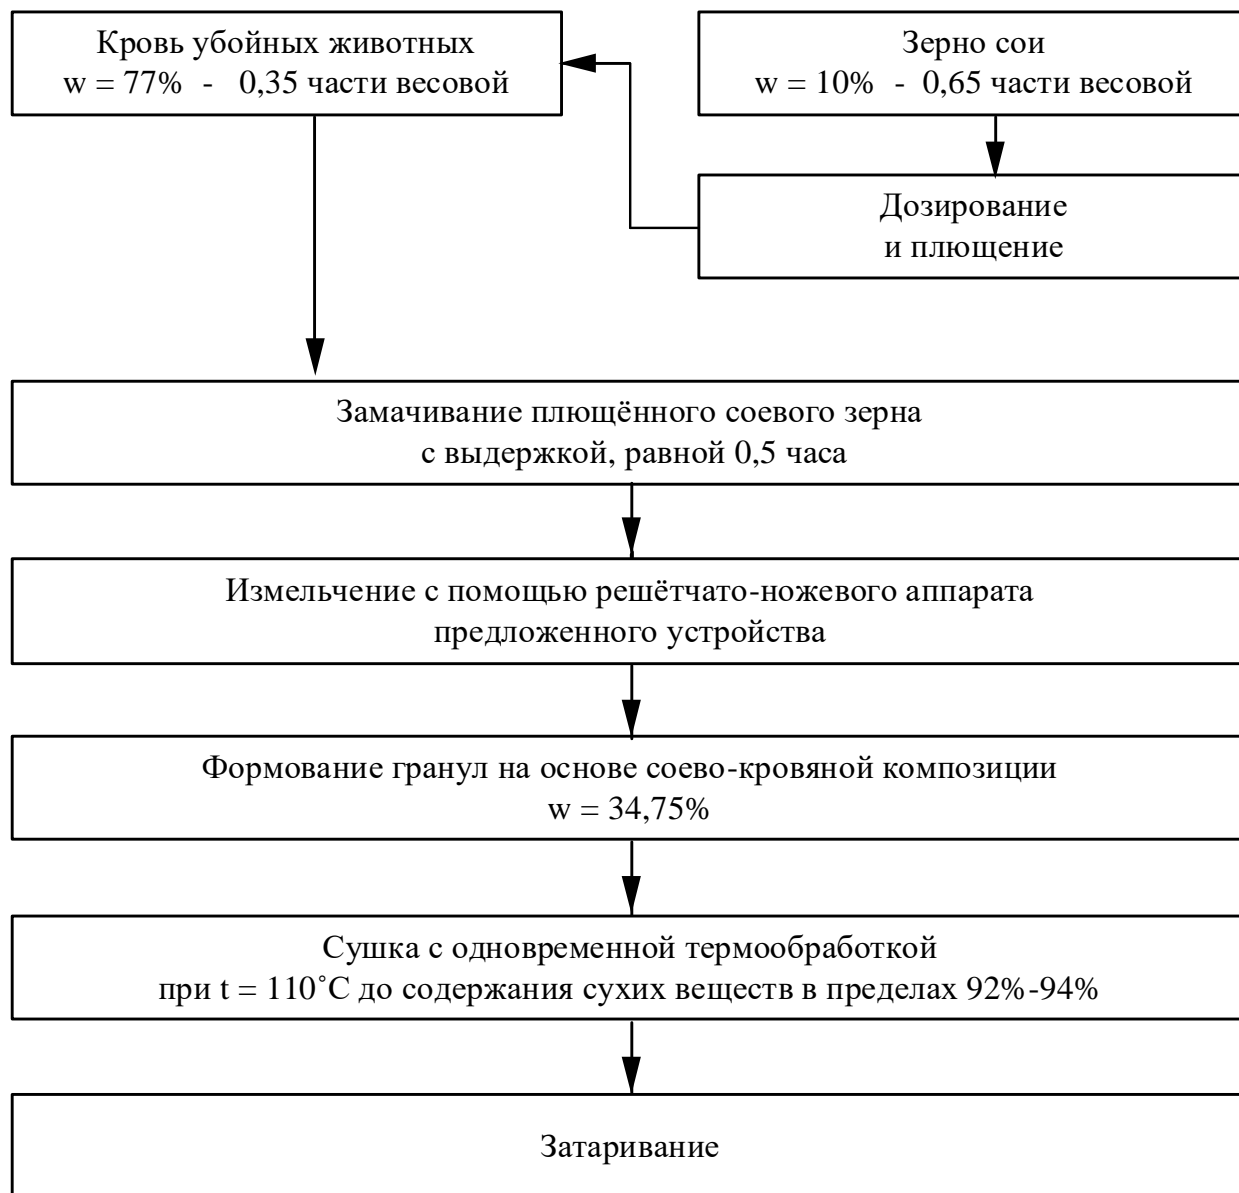 Кровь убойных животных
w = 77% - 0,35 части весовой
Зерно сои
w = 10% - 0,65 части весовой
Дозирование
и плющение
Замачивание плющённого соевого зерна
с выдержкой, равной 0,5 часа
Измельчение с помощью решётчато-ножевого аппарата
предложенного устройства
Формование гранул на основе соево-кровяной композиции
w = 34,75%
Сушка с одновременной термообработкой
при t = 110˚С до содержания сухих веществ в пределах 92%-94%
Затаривание